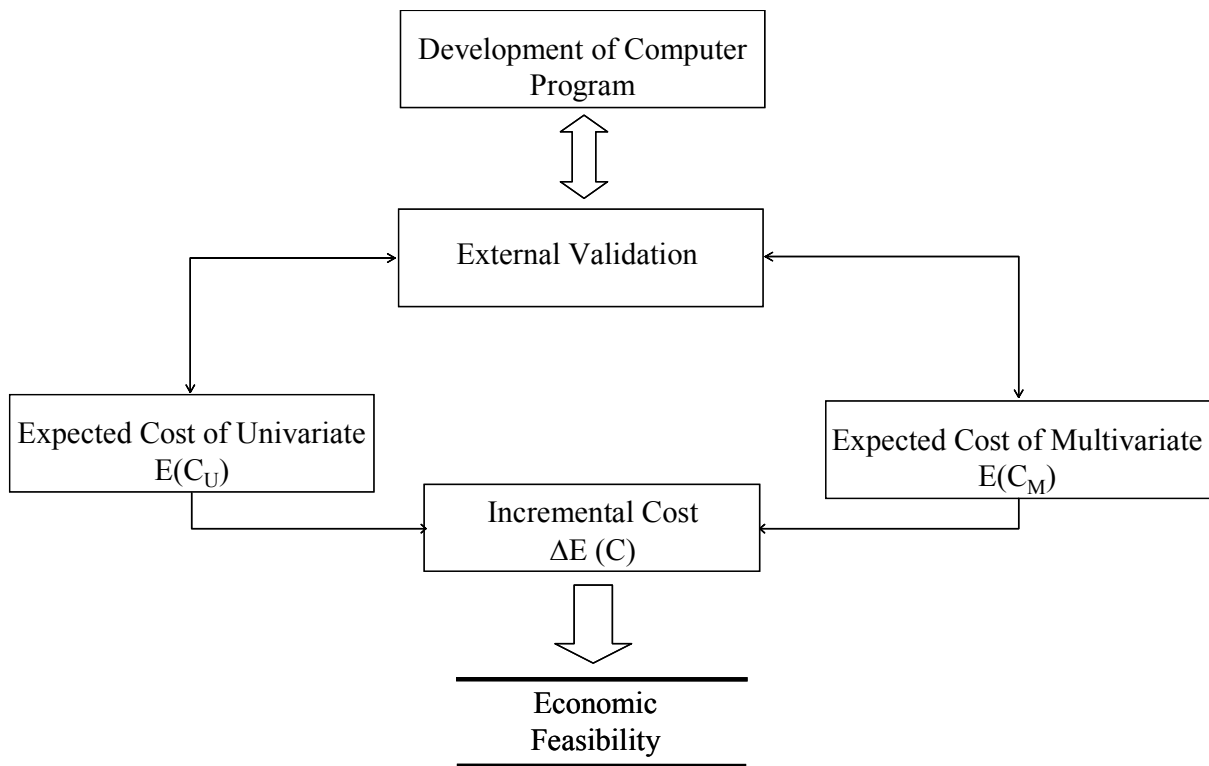 Development of Computer
Program
External Validation
Expected Cost of Univariate
E(C_U)
Expected Cost of Multivariate
E(C_M)
Incremental Cost
ΔE (C)
Economic
Feasibility